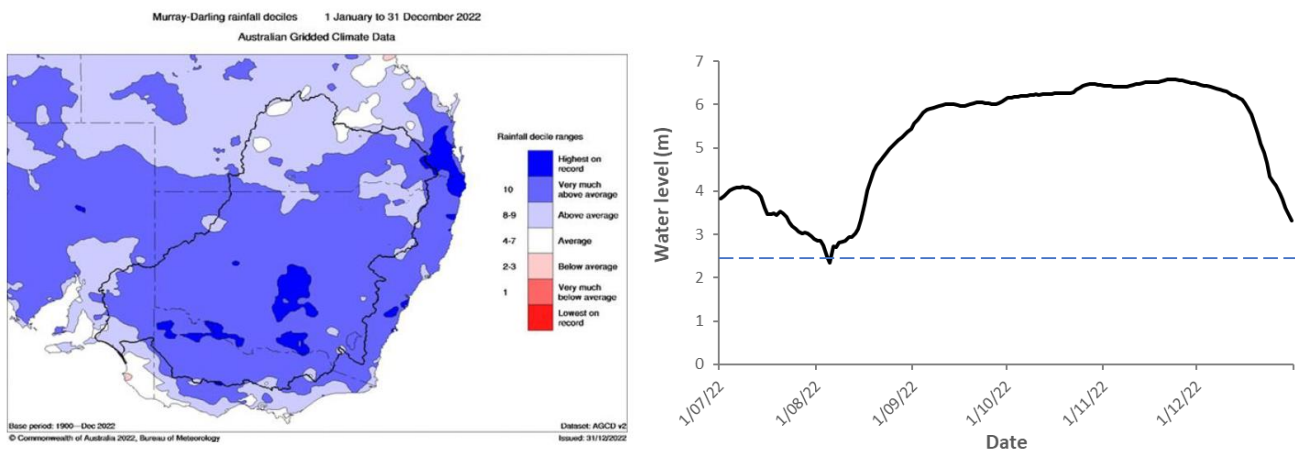 Murray-Darling rainfall deciles 1 January to 31 December 2022
Australian Gridded Climate Data
Rainfall decile ranges
Highest on
record
10 Very much
above average
8-9 Above average
4-7 Average
2-3 Below average
1 Very much
below average
Lowest on
record
Base period: 1900—Dec 2022
Dataset: AGCD v2
© Commonwealth of Australia 2022, Bureau of Meteorology
Issued: 31/12/2022
Water level (m)
7
6
5
4
3
2
1
0
1/07/22
1/08/22
1/09/22
1/10/22
1/11/22
1/12/22
Date